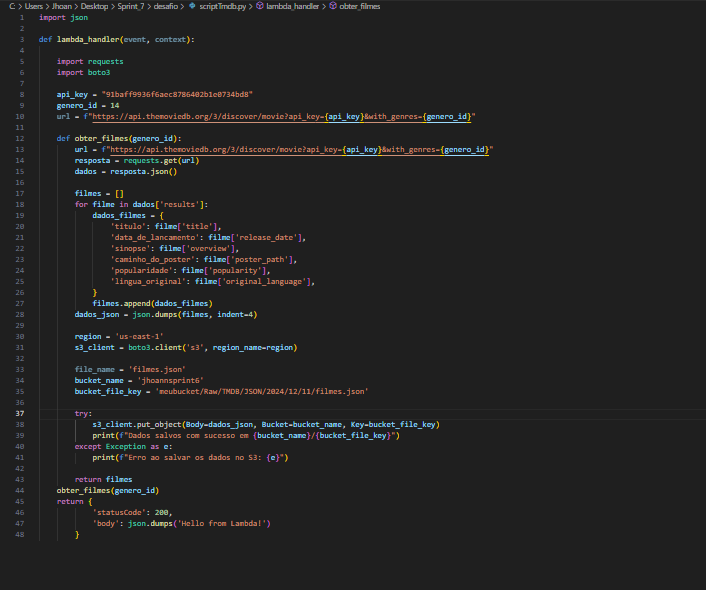 C: > Users > Jhoan > Desktop > Sprint_7 > desafio > scriptTmdb.py > lambda_handler > obter_filmes
1 import json
2
3 def lambda_handler(event, context):
4
5 import requests
6 import boto3
7
8 api_key = "91baff9936f6aec8786402b1e0734bd8"
9 genero_id = 14
10 url = f"https://api.themoviedb.org/3/discover/movie?api_key={api_key}&with_genres={genero_id}"
11
12 def obter_filmes(genero_id):
13 url = f"https://api.themoviedb.org/3/discover/movie?api_key={api_key}&with_genres={genero_id}"
14 resposta = requests.get(url)
15 dados = resposta.json()
16
17 filmes = []
18 for filme in dados['results']:
19 dados_filmes = {
20 'titulo': filme['title'],
21 'data_de_lancamento': filme['release_date'],
22 'sinopse': filme['overview'],
23 'caminho_do_poster': filme['poster_path'],
24 'popularidade': filme['popularity'],
25 'lingua_original': filme['original_language'],
26 }
27 filmes.append(dados_filmes)
28 dados_json = json.dumps(filmes, indent=4)
29
30 region = 'us-east-1'
31 s3_client = boto3.client('s3', region_name=region)
32
33 file_name = 'filmes.json'
34 bucket_name = 'jhoannsprint6'
35 bucket_file_key = 'meubucket/Raw/TMDB/JSON/2024/12/11/filmes.json'
36
37 try:
38 s3_client.put_object(Body=dados_json, Bucket=bucket_name, Key=bucket_file_key)
39 print(f"Dados salvos com sucesso em {bucket_name}/{bucket_file_key}")
40 except Exception as e:
41 print(f"Erro ao salvar os dados no S3: {e}")
42
43 return filmes
44 obter_filmes(genero_id)
45 return {
46 'statusCode': 200,
47 'body': json.dumps('Hello from Lambda!')
48 }